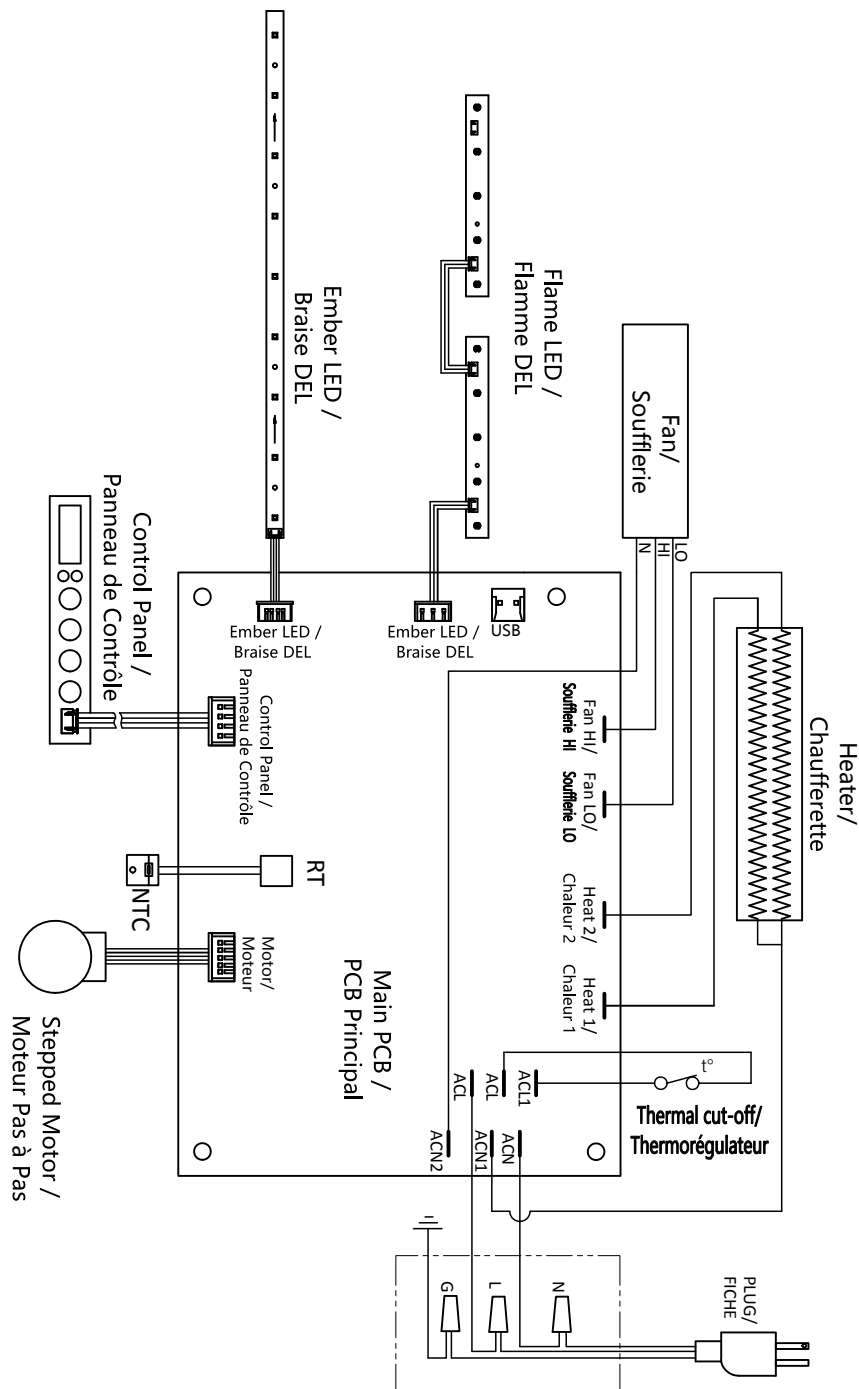 Heater/
Chaufferette
Fan/
Soufflerie
LO
HI
N
Flame LED /
Flamme DEL
Ember LED /
Braise DEL
Control Panel /
Panneau de Contrôle
USB
Ember LED /
Braise DEL
Ember LED /
Braise DEL
Fan HI/
Soufflerie HI
Fan LO/
Soufflerie LO
Heat 2/
Chaleur 2
Heat 1/
Chaleur 1
Control Panel /
Panneau de Contrôle
RT
NTC
Motor/
Moteur
Stepped Motor /
Moteur Pas à Pas
Main PCB /
PCB Principal
ACL1
ACL
ACL
ACN
ACN1
ACN2
t°
Thermal cut-off/
Thermorégulateur
N
L
G
PLUG/
FICHE